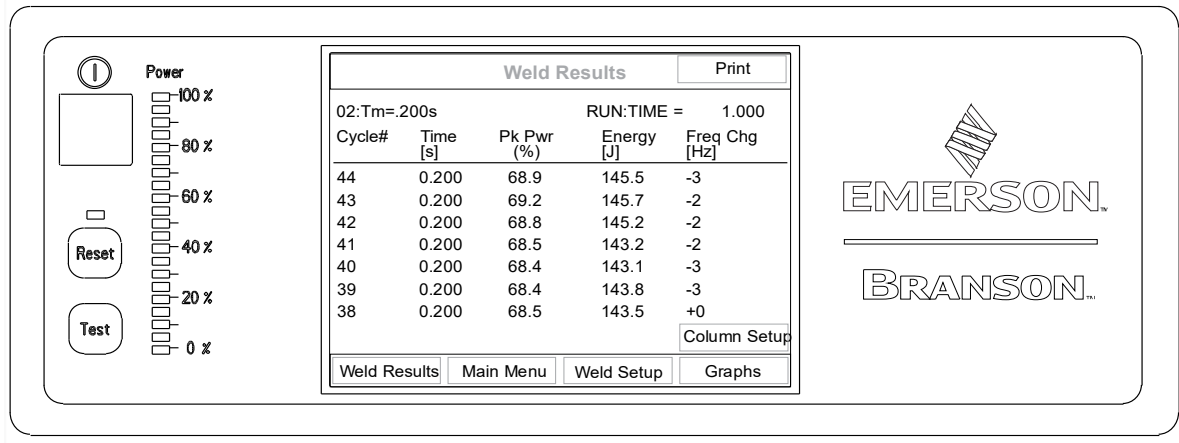 Power
100 %
80 %
60 %
40 %
20 %
0 %
Reset
Test
Weld Results Print
02:Tm=.200s RUN:TIME = 1.000
Cycle# Time Pk Pwr Energy Freq Chg
[s] (%) [J] [Hz]
44 0.200 68.9 145.5 -3
43 0.200 69.2 145.7 -2
42 0.200 68.8 145.2 -2
41 0.200 68.5 143.2 -2
40 0.200 68.4 143.1 -3
39 0.200 68.4 143.8 -3
38 0.200 68.5 143.5 +0
Column Setup
Weld Results Main Menu Weld Setup Graphs
EMERSON™
BRANSON™